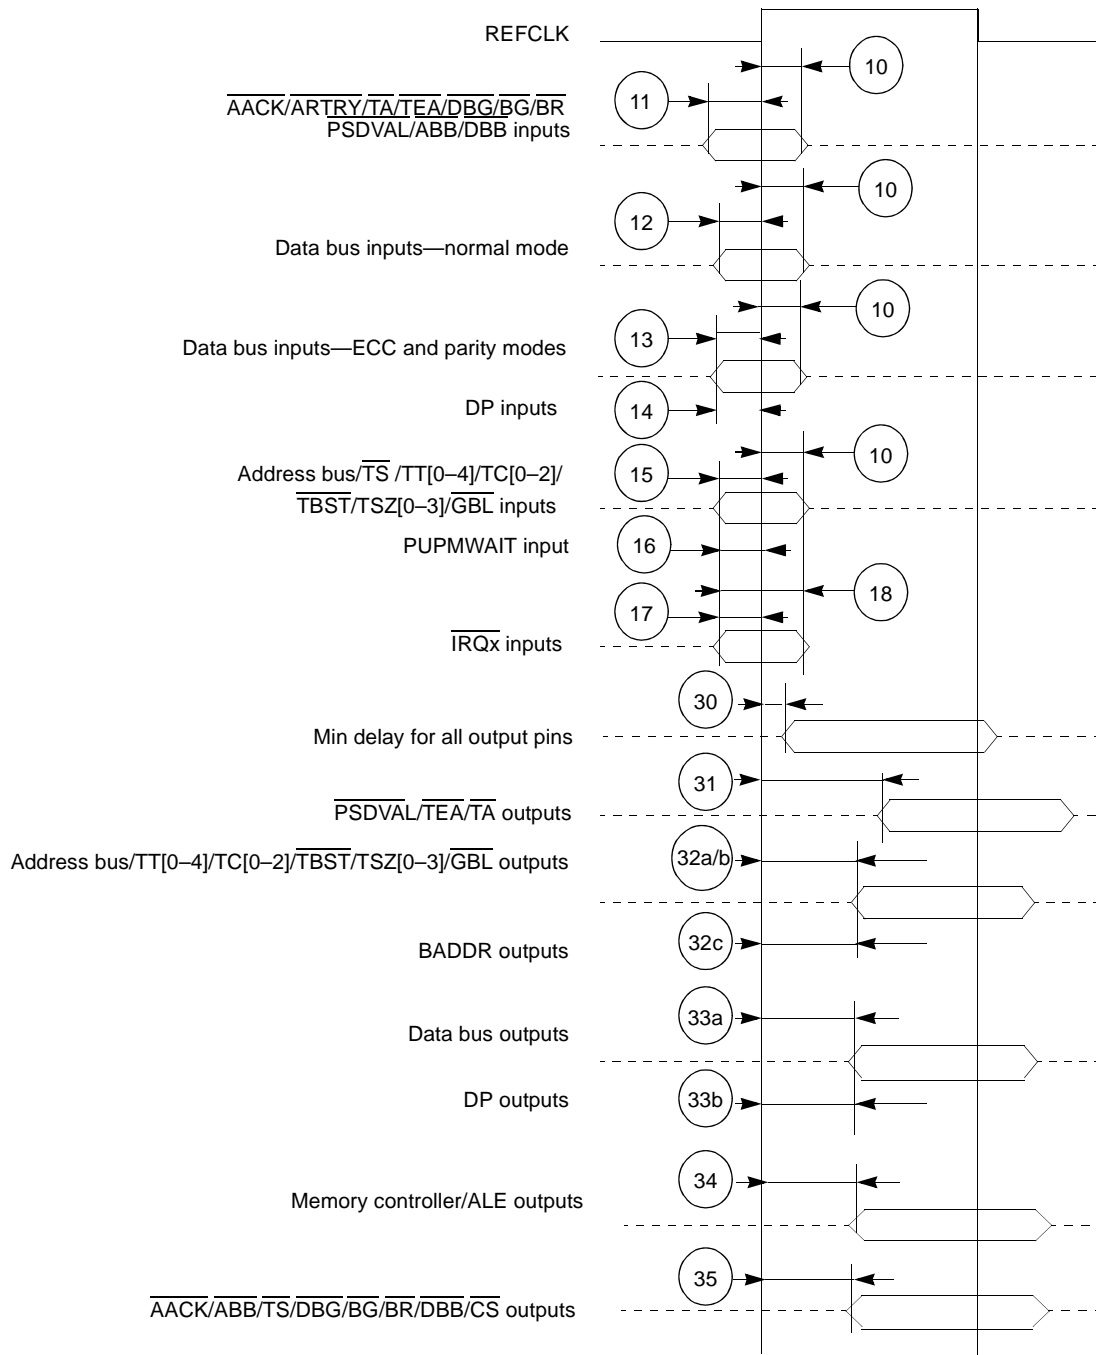 REFCLK
10
11
AACK/ARTRY/TA/TEA/DBG/BG/BR
PSDVAL/ABB/DBB inputs
10
12
Data bus inputs—normal mode
10
13
Data bus inputs—ECC and parity modes
DP inputs
14
10
15
Address bus/TS /TT[0–4]/TC[0–2]/
TBST/TSZ[0–3]/GBL inputs
PUPMWAIT input
16
18
17
IRQx inputs
30
Min delay for all output pins
31
PSDVAL/TEA/TA outputs
32a/b
Address bus/TT[0–4]/TC[0–2]/TBST/TSZ[0–3]/GBL outputs
32c
BADDR outputs
33a
Data bus outputs
DP outputs
33b
34
Memory controller/ALE outputs
35
AACK/ABB/TS/DBG/BG/BR/DBB/CS outputs